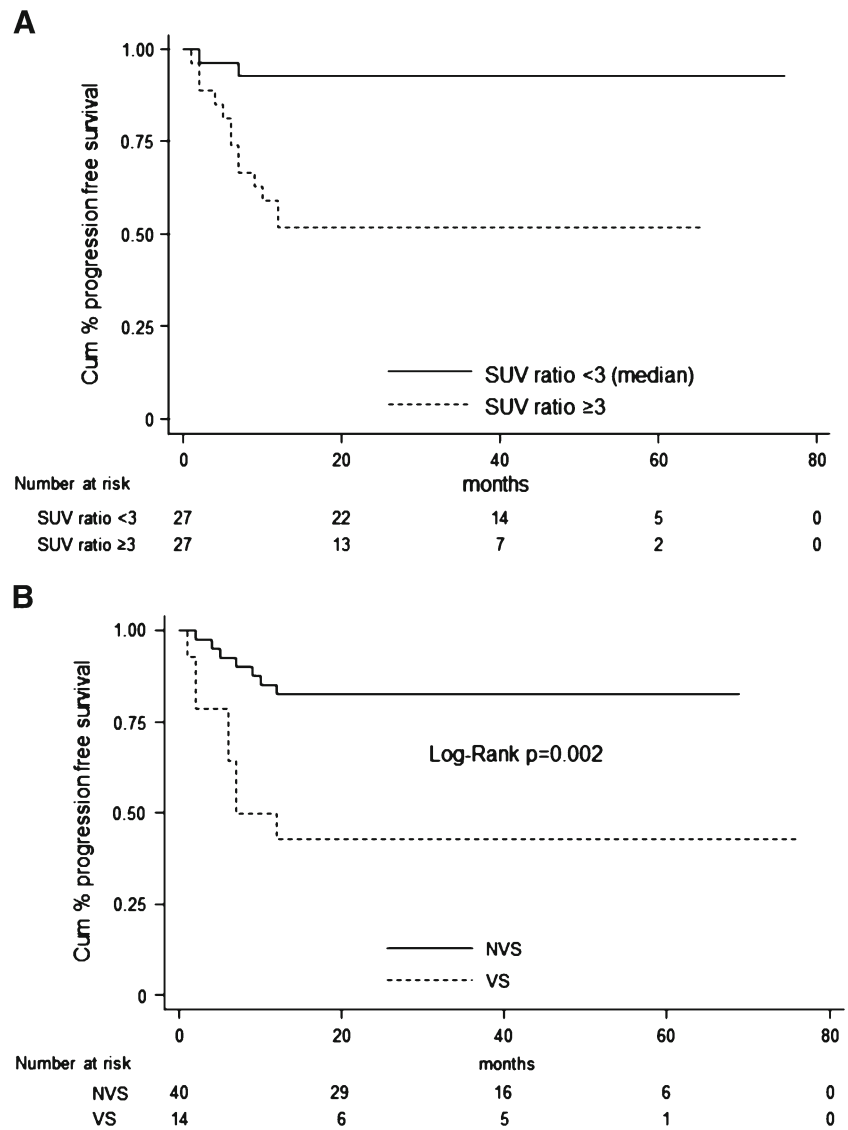 A
1.00
0.75
0.50
0.25
0
Cum % progression free survival
SUV ratio <3 (median)
SUV ratio ≥3
0 20 40 60 80
Number at risk months
SUV ratio <3 27 22 14 5 0
SUV ratio ≥3 27 13 7 2 0
B
1.00
0.75
0.50
0.25
0
Cum % progression free survival
Log-Rank p=0.002
NVS
VS
0 20 40 60 80
Number at risk months
NVS 40 29 16 6 0
VS 14 6 5 1 0